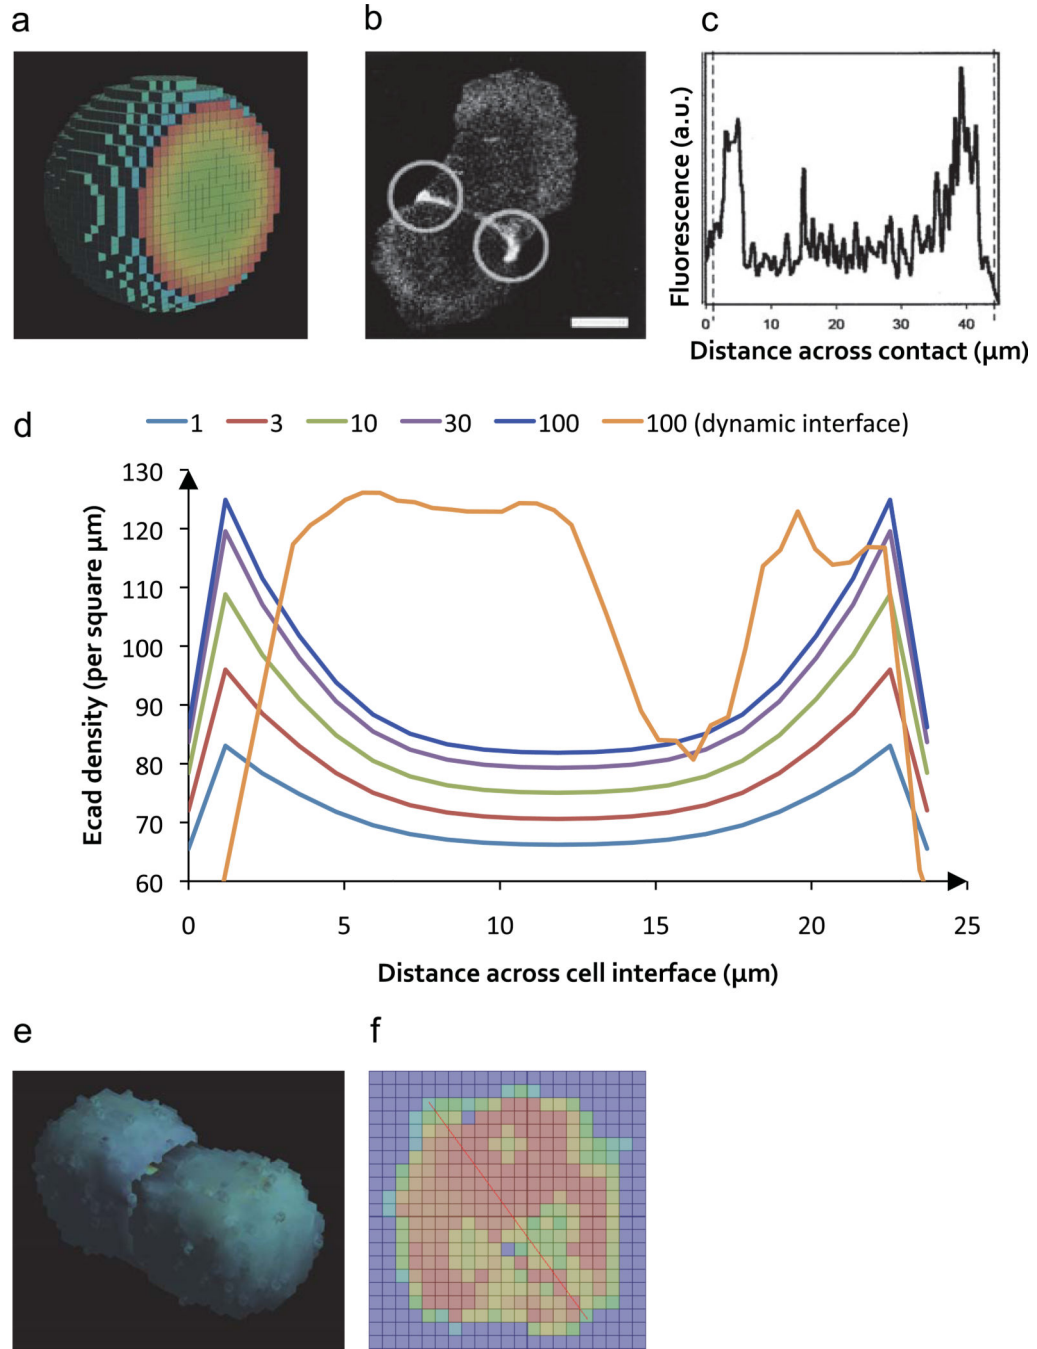 a
b
c
Fluorescence (a.u.)
0 10 20 30 40
Distance across contact (µm)
d
1 3 10 30 100 100 (dynamic interface)
Ecad density (per square µm)
130
120
110
100
90
80
70
60
0 5 10 15 20 25
Distance across cell interface (µm)
e
f